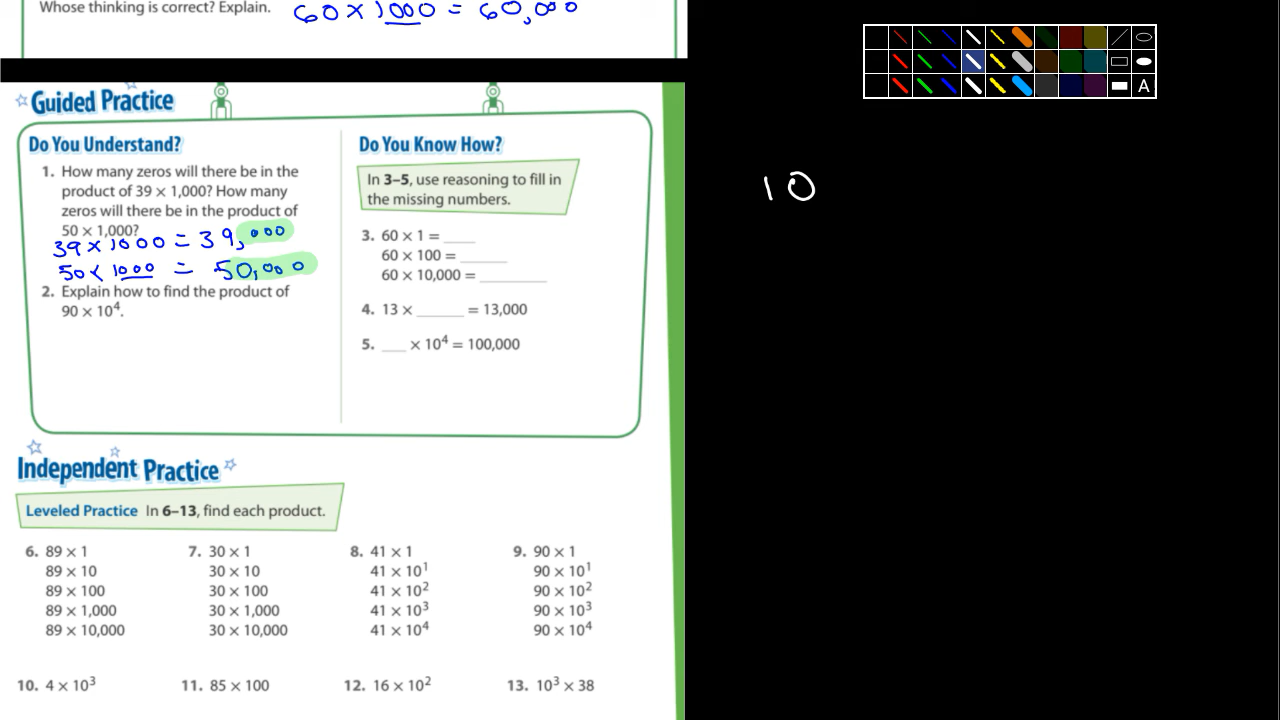 Whose thinking is correct? Explain.
60 × 1000 = 60,000
Guided Practice
Do You Understand?
1. How many zeros will there be in the
product of 39 × 1,000? How many
zeros will there be in the product of
50 × 1,000?
39 × 1000 = 39,000
50 × 1000 = 50,000
2. Explain how to find the product of
90 × 10⁴.
Do You Know How?
In 3–5, use reasoning to fill in
the missing numbers.
3. 60 × 1 = ____
60 × 100 = ______
60 × 10,000 = ________
4. 13 × ______ = 13,000
5. ___ × 10⁴ = 100,000
10
A
Independent Practice
Leveled Practice In 6–13, find each product.
6. 89 × 1
89 × 10
89 × 100
89 × 1,000
89 × 10,000
7. 30 × 1
30 × 10
30 × 100
30 × 1,000
30 × 10,000
8. 41 × 1
41 × 10¹
41 × 10²
41 × 10³
41 × 10⁴
9. 90 × 1
90 × 10¹
90 × 10²
90 × 10³
90 × 10⁴
10. 4 × 10³
11. 85 × 100
12. 16 × 10²
13. 10³ × 38